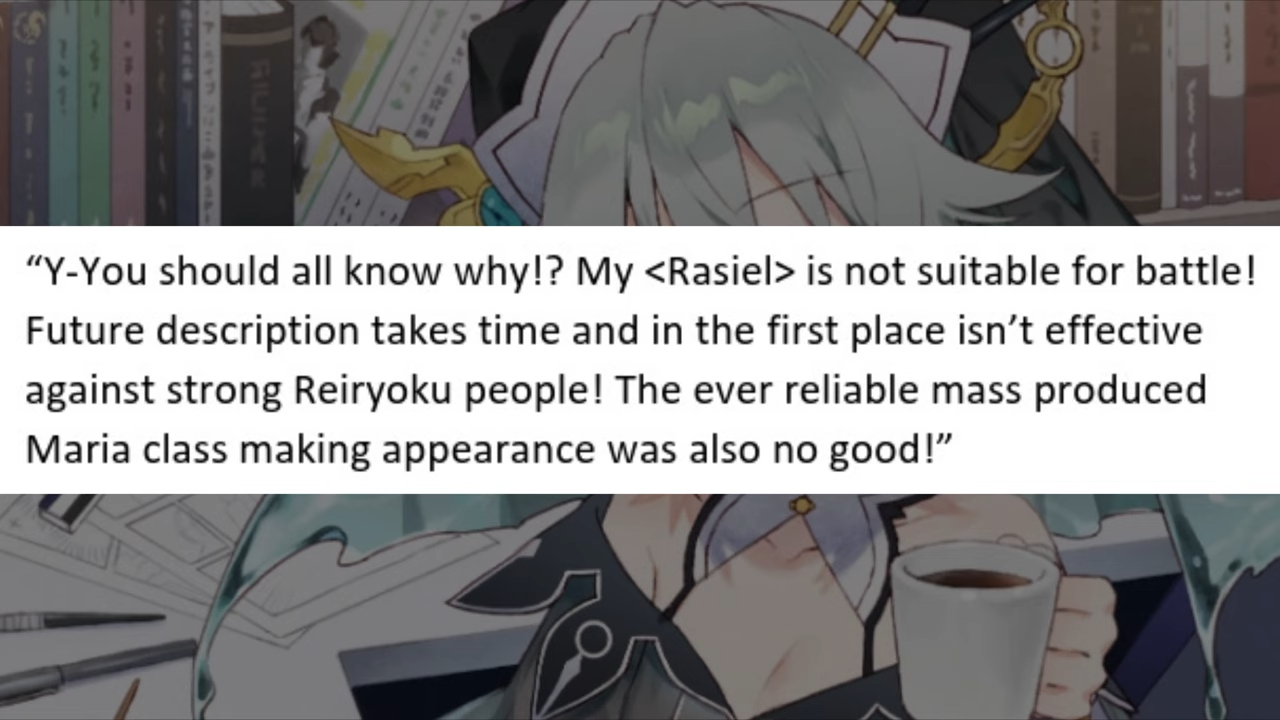 “Y-You should all know why!? My <Rasiel> is not suitable for battle!
Future description takes time and in the first place isn’t effective
against strong Reiryoku people! The ever reliable mass produced
Maria class making appearance was also no good!”